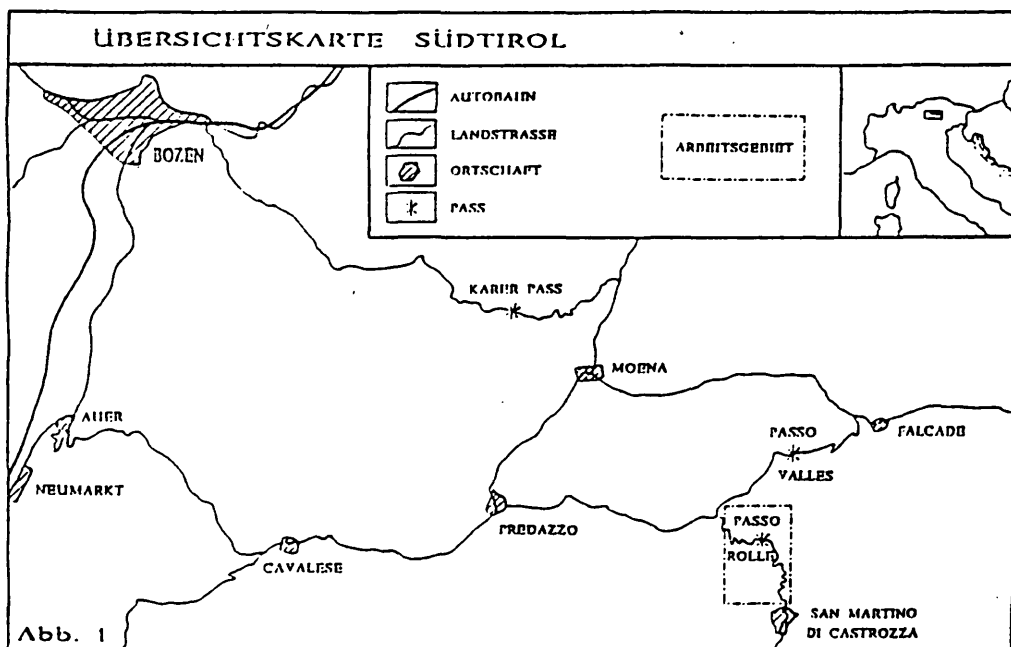 ÜBERSICHTSKARTE SÜDTIROL
AUTOBAHN
LANDSTRASSE
ORTSCHAFT
PASS
ARBEITSGEBIET
BOZEN
KARER PASS
MOENA
AUER
PASSO
VALLES
FALCADE
NEUMARKT
PREDAZZO
PASSO
ROLLE
CAVALESE
SAN MARTINO
DI CASTROZZA
Abb. 1